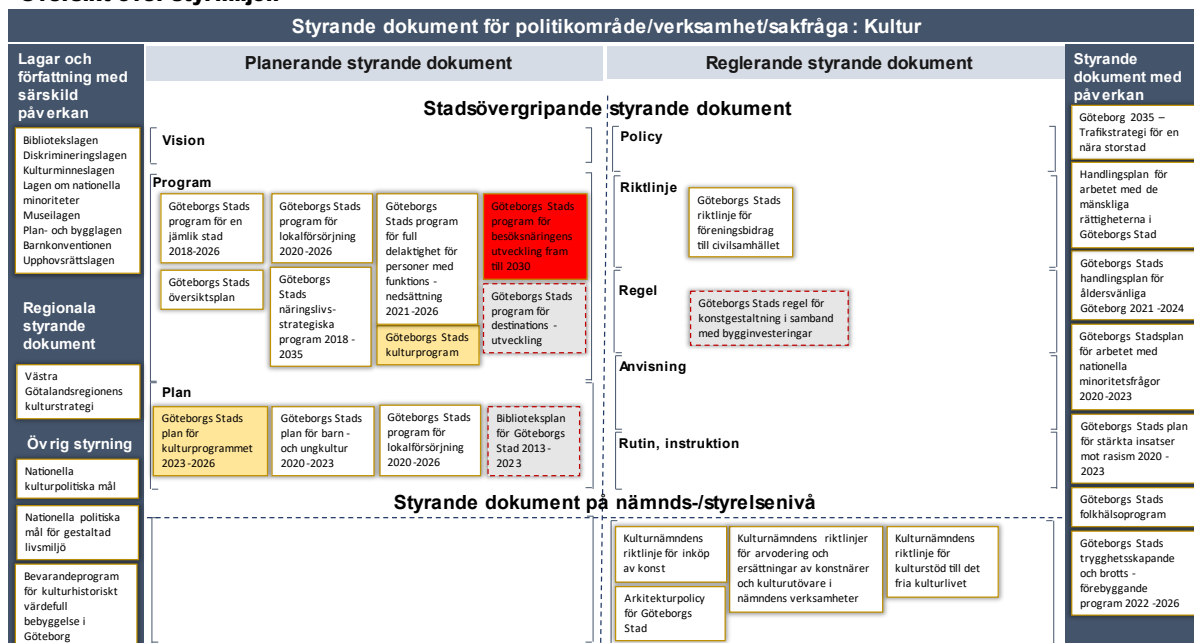 Styrande dokument för politikområde/verksamhet/sakfråga : Kultur
Lagar och
författning med
särskild
påverkan
Bibliotekslagen
Diskrimineringslagen
Kulturminneslagen
Lagen om nationella
minoriteter
Museilagen
Plan- och bygglagen
Barnkonventionen
Upphovsrättslagen
Regionala
styrande
dokument
Västra
Götalandsregionens
kulturstrategi
Övrig styrning
Nationella
kulturpolitiska mål
Nationella politiska
mål för gestaltad
livsmiljö
Bevarandeprogram
för kulturhistoriskt
värdefull
bebyggelse i
Göteborg
Planerande styrande dokument
Reglerande styrande dokument
Stadsövergripande styrande dokument
Vision
Program
Göteborgs Stads
program för en
jämlik stad
2018-2026
Göteborgs Stads
program för
lokalförsörjning
2020-2026
Göteborgs
Stads program
för full
delaktighet för
personer med
funktions -
nedsättning
2021-2026
Göteborgs Stads
program för
besöksnäringens
utveckling fram
till 2030
Göteborgs Stads
översiktsplan
Göteborgs
Stads
näringslivs-
strategiska
program 2018 -
2035
Göteborgs Stads
kulturprogram
Göteborgs Stads
program för
destinations -
utveckling
Plan
Göteborgs Stads
plan för
kulturprogrammet
2023-2026
Göteborgs Stads
plan för barn -
och ungkultur
2020-2023
Göteborgs Stads
program för
lokalförsörjning
2020-2026
Biblioteksplan
för Göteborgs
Stad 2013 -
2023
Policy
Riktlinje
Göteborgs Stads
riktlinje för
föreningsbidrag
till civilsamhället
Regel
Göteborgs Stads regel för
konstgestaltning i samband
med bygginvesteringar
Anvisning
Rutin, instruktion
Styrande dokument på nämnds-/styrelsenivå
Kulturnämndens
riktlinje för inköp
av konst
Kulturnämndens riktlinjer
för arvodering och
ersättningar av konstnärer
och kulturutövare i
nämndens verksamheter
Kulturnämndens
riktlinje för
kulturstöd till det
fria kulturlivet
Arkitekturpolicy
för Göteborgs
Stad
Styrande
dokument med
påverkan
Göteborg 2035 –
Trafikstrategi för en
nära storstad
Handlingsplan för
arbetet med de
mänskliga
rättigheterna i
Göteborgs Stad
Göteborgs Stads
handlingsplan för
åldersvänliga
Göteborg 2021 -2024
Göteborgs Stadsplan
för arbetet med
nationella
minoritetsfrågor
2020-2023
Göteborgs Stads plan
för stärkta insatser
mot rasism 2020 -
2023
Göteborgs Stads
folkhälsoprogram
Göteborgs Stads
trygghetsskapande
och brotts -
förebyggande
program 2022 -2026